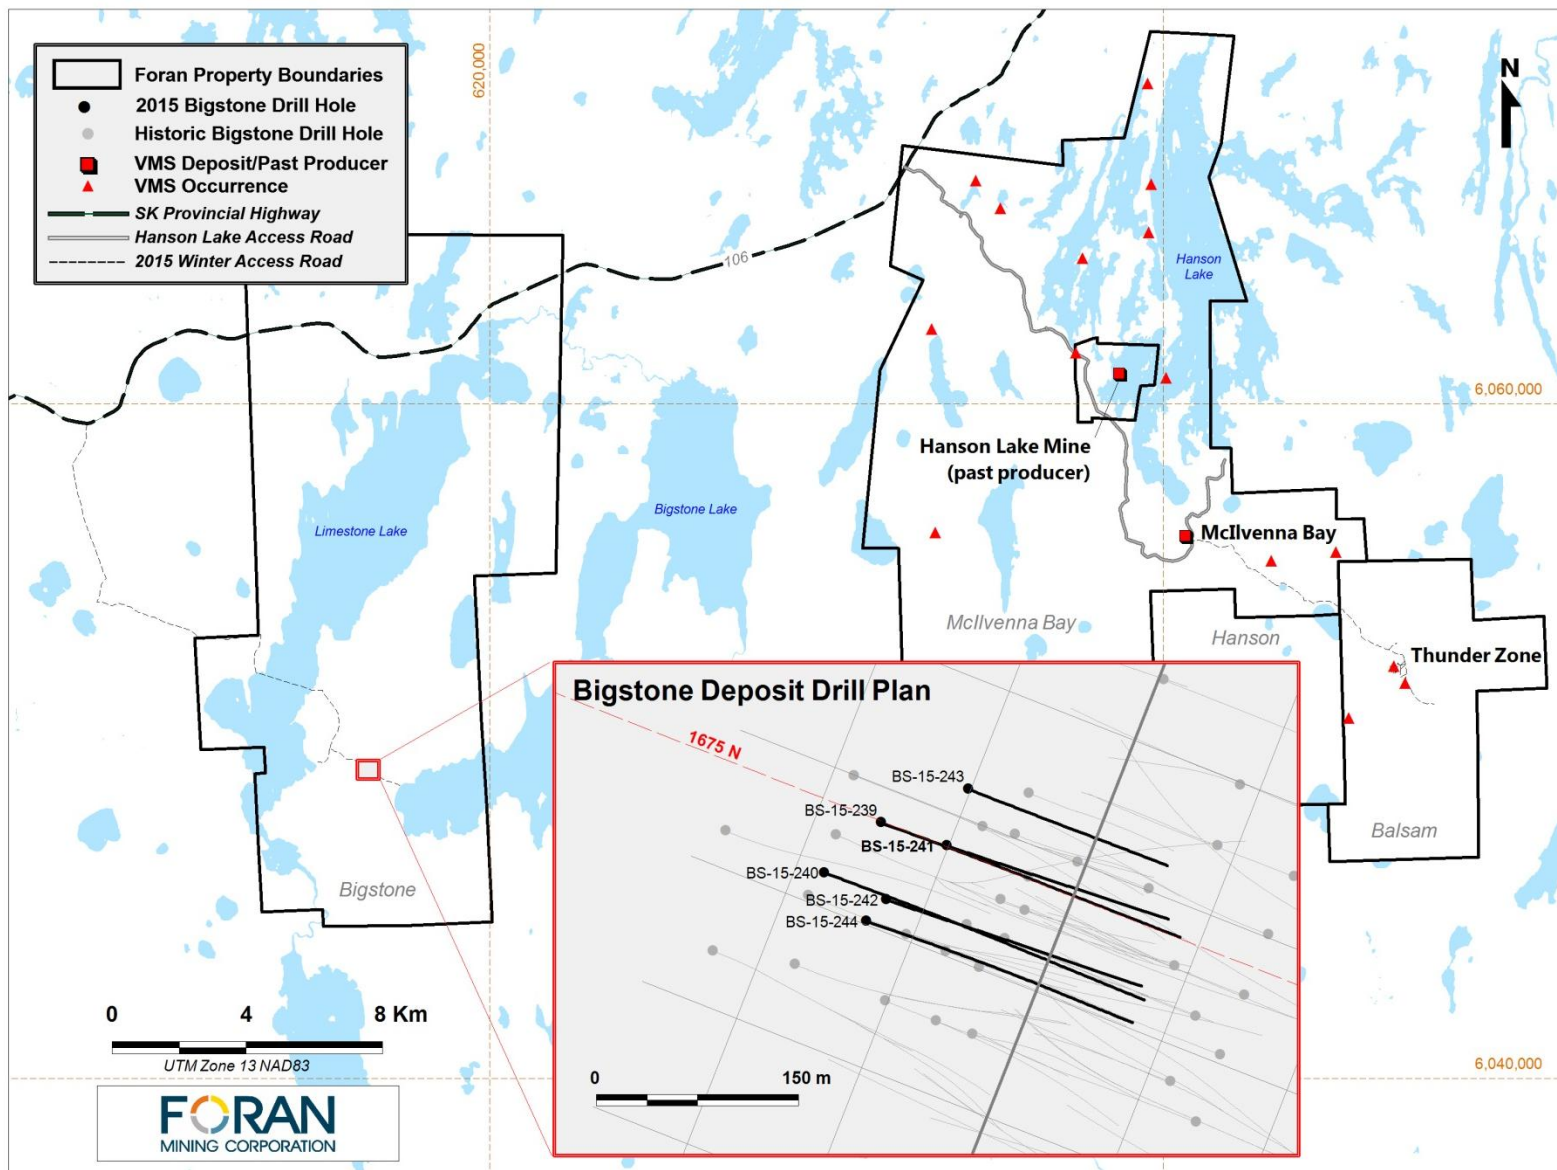 Foran Property Boundaries
2015 Bigstone Drill Hole
Historic Bigstone Drill Hole
VMS Deposit/Past Producer
VMS Occurrence
SK Provincial Highway
Hanson Lake Access Road
2015 Winter Access Road
620,000
N
106
Hanson
Lake
6,060,000
Hanson Lake Mine
(past producer)
Limestone Lake
Bigstone Lake
McIlvenna Bay
McIlvenna Bay
Hanson
Thunder Zone
Balsam
Bigstone
Bigstone Deposit Drill Plan
1675 N
BS-15-243
BS-15-239
BS-15-241
BS-15-240
BS-15-242
BS-15-244
0 150 m
0 4 8 Km
UTM Zone 13 NAD83
6,040,000
FORAN
MINING CORPORATION